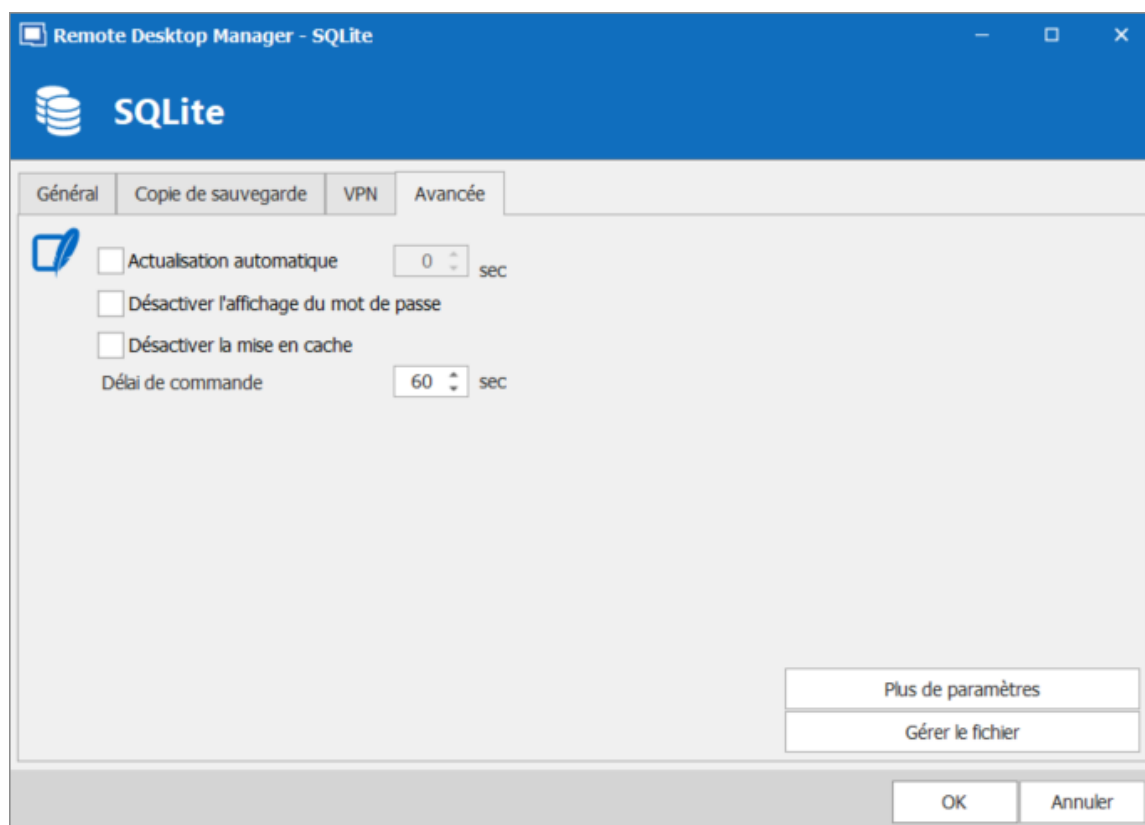 Remote Desktop Manager - SQLite
SQLite
Général Copie de sauvegarde VPN Avancée
Actualisation automatique 0 sec
Désactiver l'affichage du mot de passe
Désactiver la mise en cache
Délai de commande 60 sec
Plus de paramètres
Gérer le fichier
OK Annuler